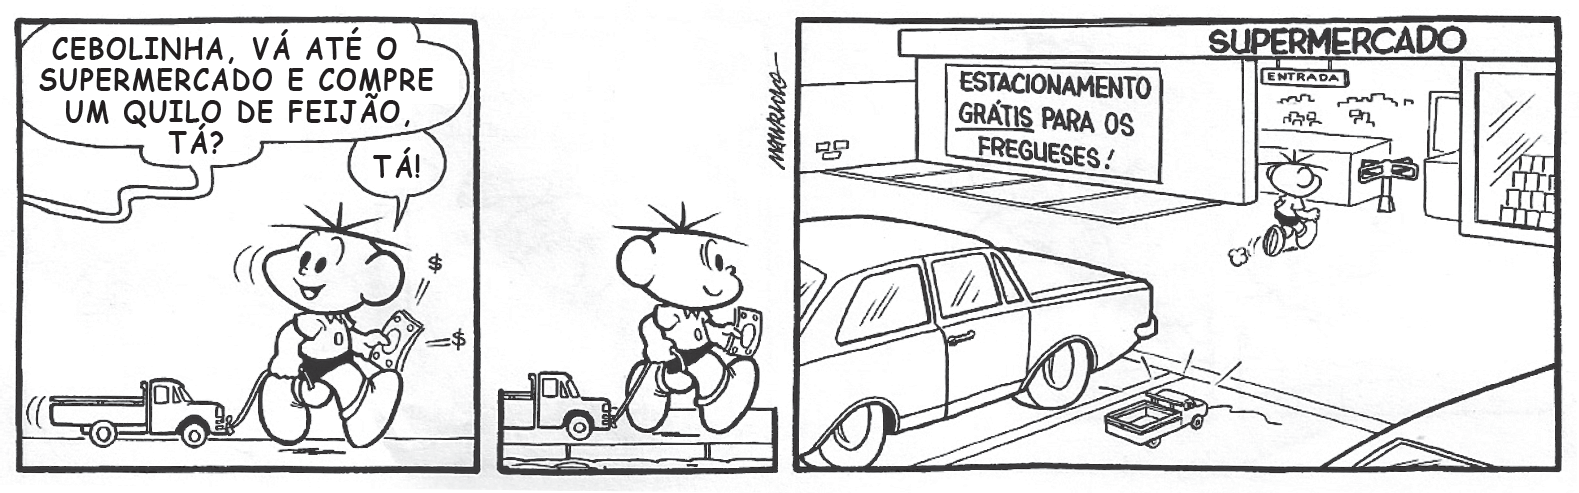 CEBOLINHA, VÁ ATÉ O
SUPERMERCADO E COMPRE
UM QUILO DE FEIJÃO,
TÁ?
TÁ!
$
$
MAURICIO
SUPERMERCADO
ENTRADA
ESTACIONAMENTO
GRÁTIS PARA OS
FREGUESES!